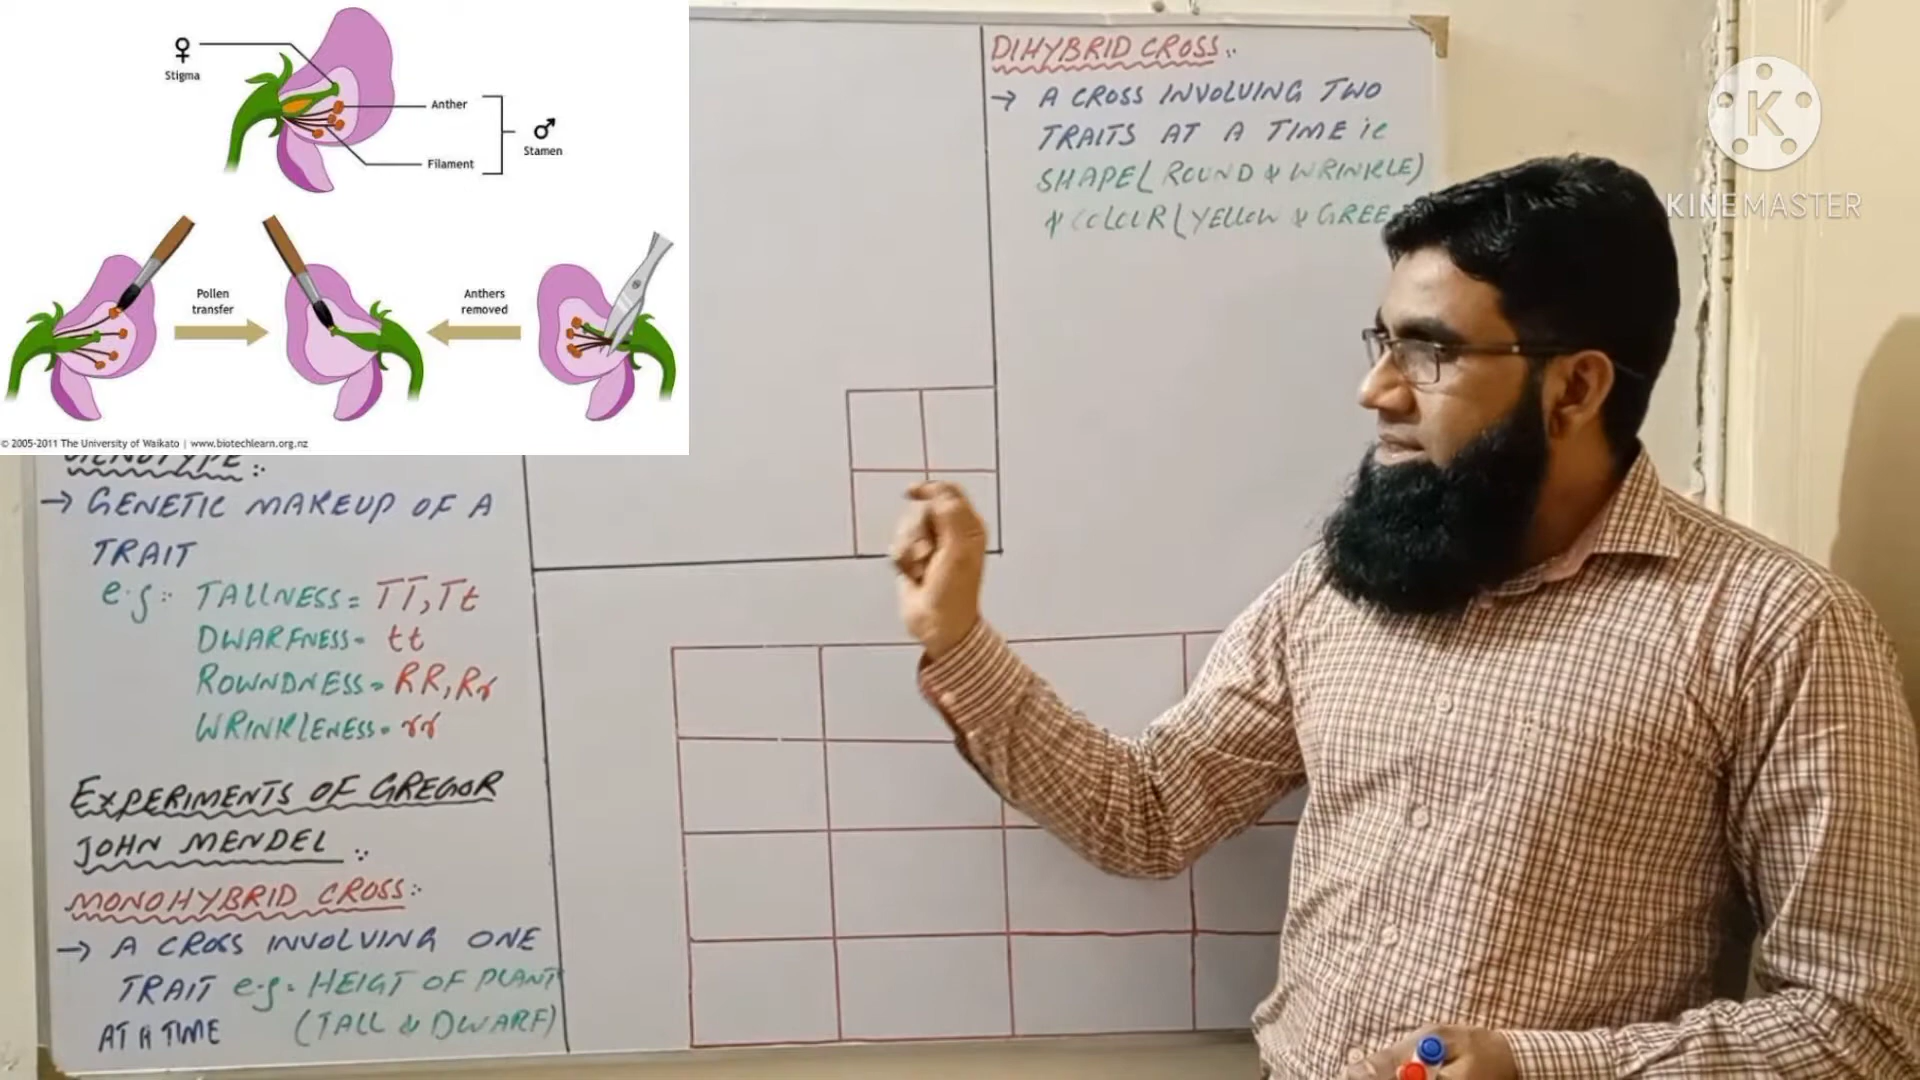 Stigma
Anther
Filament
Stamen
Pollen
transfer
Anthers
removed
© 2005-2011 The University of Waikato | www.biotechlearn.org.nz
GENOTYPE :-
→ GENETIC MAKEUP OF A
TRAIT
e.g:- TALLNESS = TT, Tt
DWARFNESS = tt
ROWNDNESS = RR, Rr
WRINKLENESS = rr
EXPERIMENTS OF GREGOR
JOHN MENDEL :-
MONOHYBRID CROSS :-
→ A CROSS INVOLVING ONE
TRAIT e.g = HEIGT OF PLANT
AT A TIME (TALL & DWARF)
DIHYBRID CROSS :-
→ A CROSS INVOLVING TWO
TRAITS AT A TIME ie
SHAPE (ROUND & WRINKLE)
& COLOUR (YELLOW & GREE
K
KINEMASTER